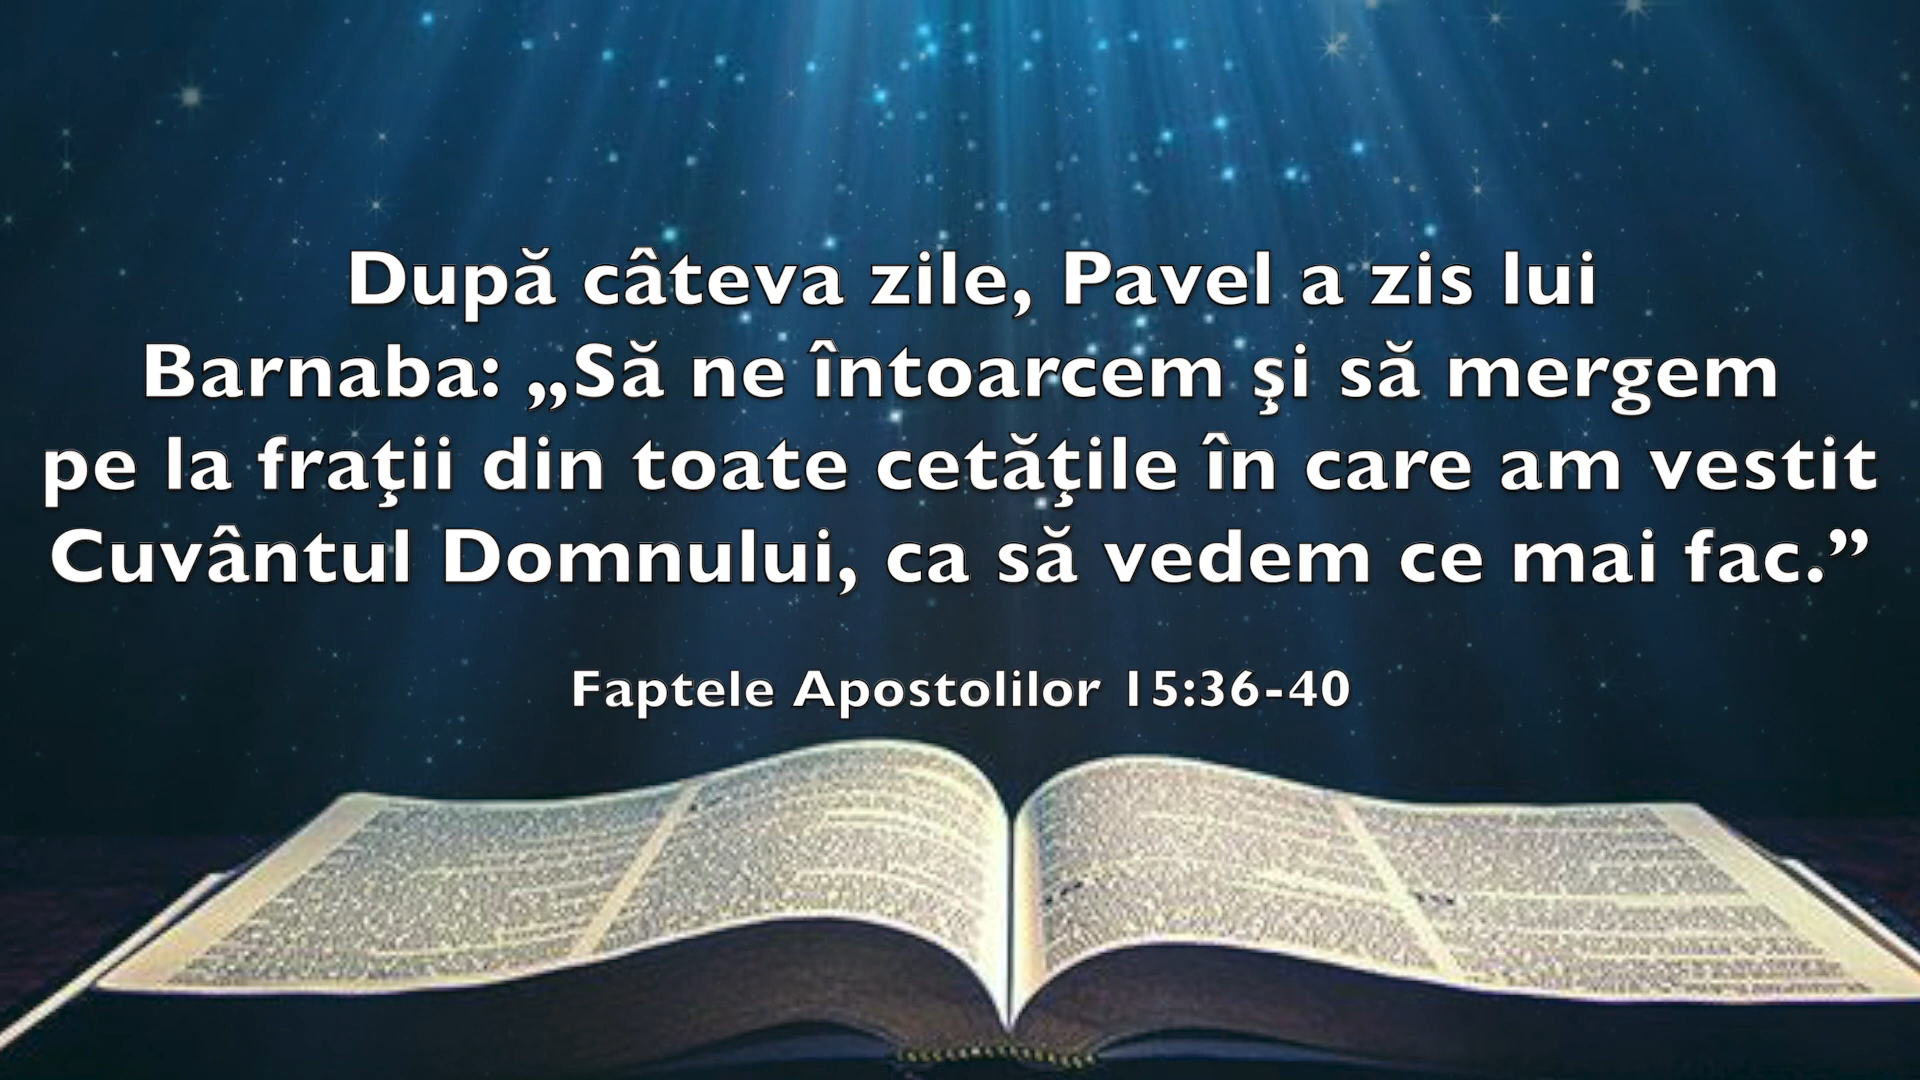 După câteva zile, Pavel a zis lui
Barnaba: „Să ne întoarcem şi să mergem
pe la fraţii din toate cetăţile în care am vestit
Cuvântul Domnului, ca să vedem ce mai fac.”
Faptele Apostolilor 15:36-40